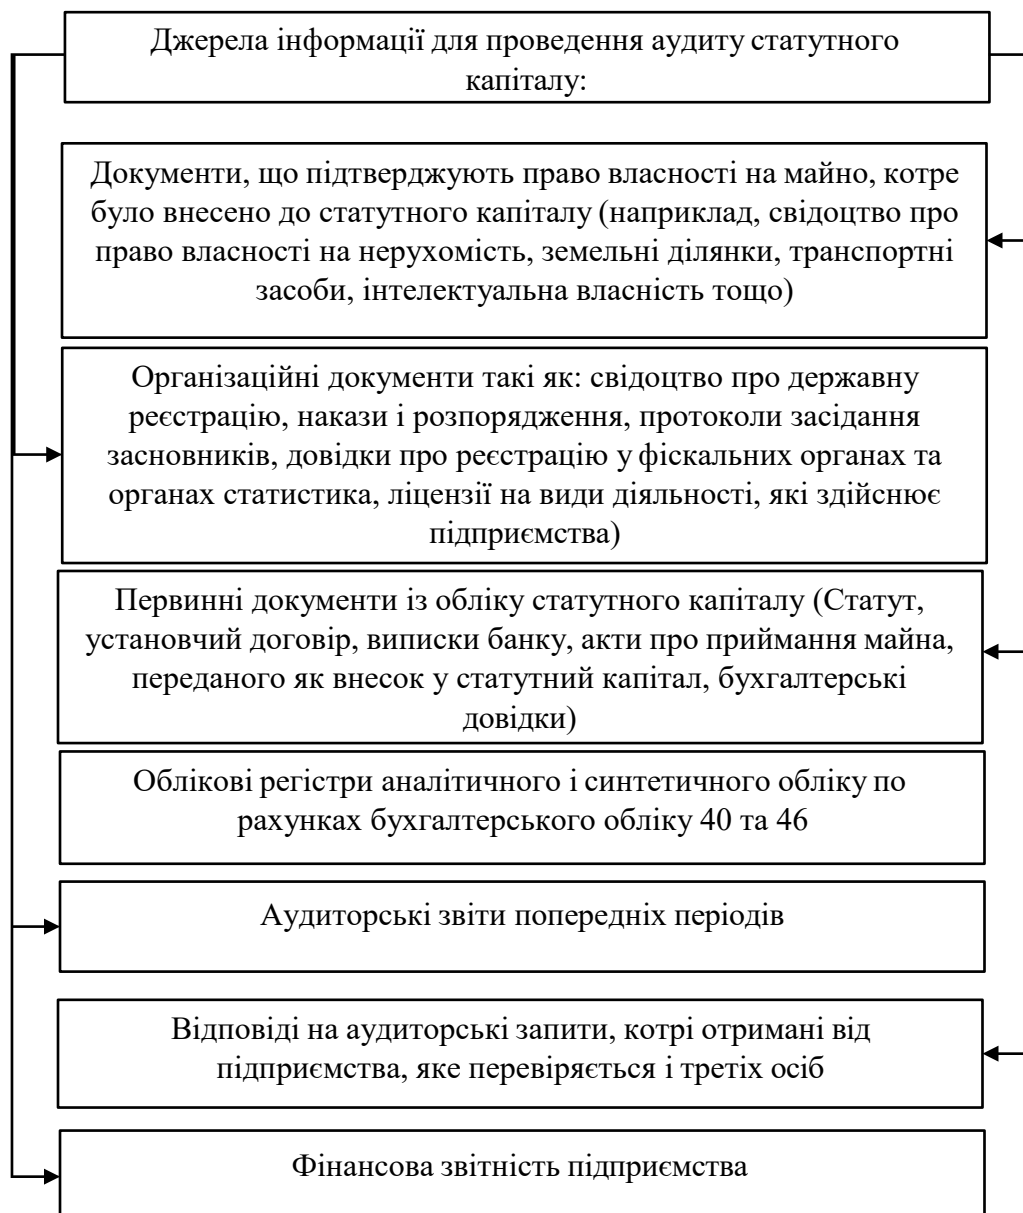 Джерела інформації для проведення аудиту статутного
капіталу:
Документи, що підтверджують право власності на майно, котре
було внесено до статутного капіталу (наприклад, свідоцтво про
право власності на нерухомість, земельні ділянки, транспортні
засоби, інтелектуальна власність тощо)
Організаційні документи такі як: свідоцтво про державну
реєстрацію, накази і розпорядження, протоколи засідання
засновників, довідки про реєстрацію у фіскальних органах та
органах статистика, ліцензії на види діяльності, які здійснює
підприємства)
Первинні документи із обліку статутного капіталу (Статут,
установчий договір, виписки банку, акти про приймання майна,
переданого як внесок у статутний капітал, бухгалтерські
довідки)
Облікові регістри аналітичного і синтетичного обліку по
рахунках бухгалтерського обліку 40 та 46
Аудиторські звіти попередніх періодів
Відповіді на аудиторські запити, котрі отримані від
підприємства, яке перевіряється і третіх осіб
Фінансова звітність підприємства